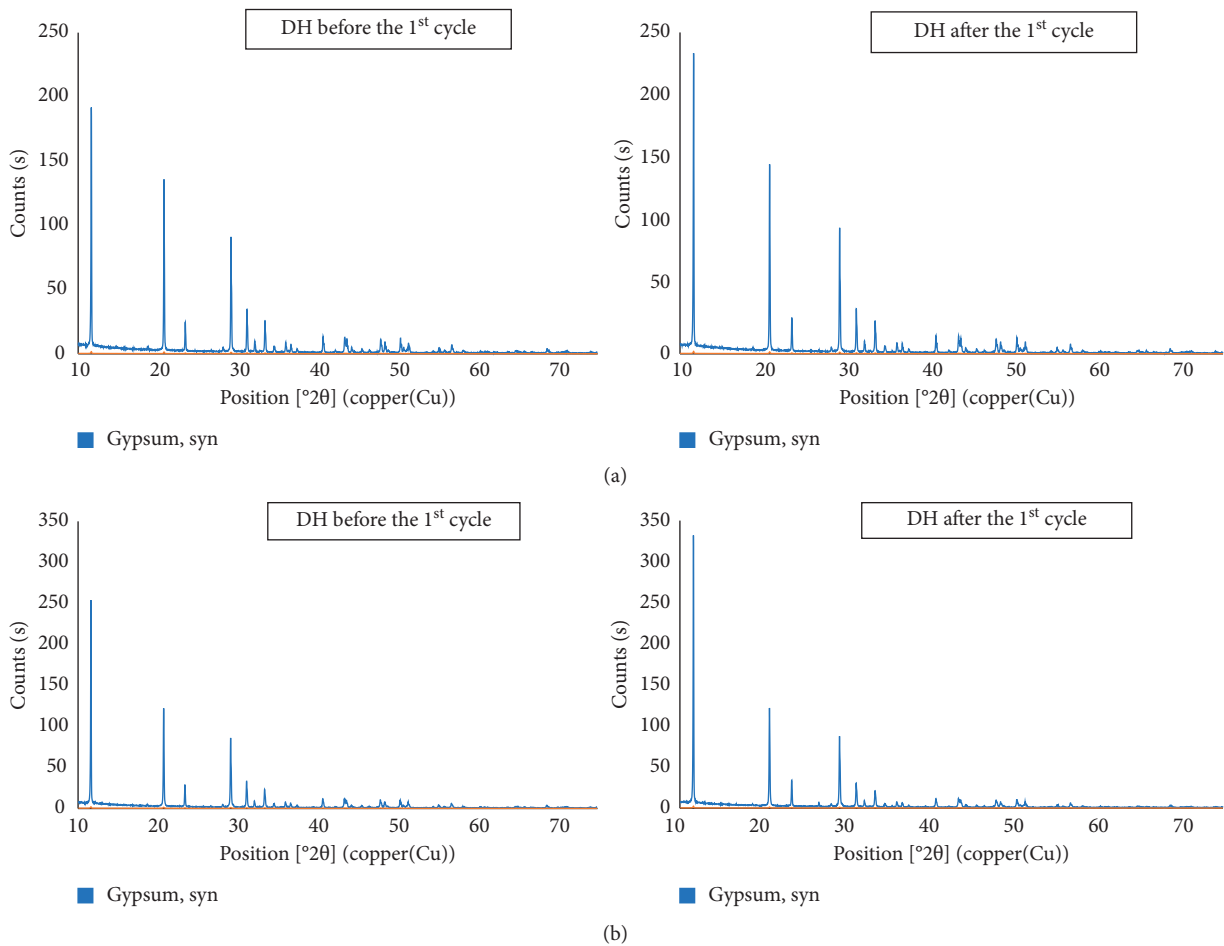 DH before the 1st cycle
250
200
150
100
50
0
Counts (s)
10 20 30 40 50 60 70
Position [°2θ] (copper(Cu))
Gypsum, syn
DH after the 1st cycle
250
200
150
100
50
0
Counts (s)
10 20 30 40 50 60 70
Position [°2θ] (copper(Cu))
Gypsum, syn
(a)
DH before the 1st cycle
350
300
250
200
150
100
50
0
Counts (s)
10 20 30 40 50 60 70
Position [°2θ] (copper(Cu))
Gypsum, syn
DH after the 1st cycle
350
300
250
200
150
100
50
0
Counts (s)
10 20 30 40 50 60 70
Position [°2θ] (copper(Cu))
Gypsum, syn
(b)